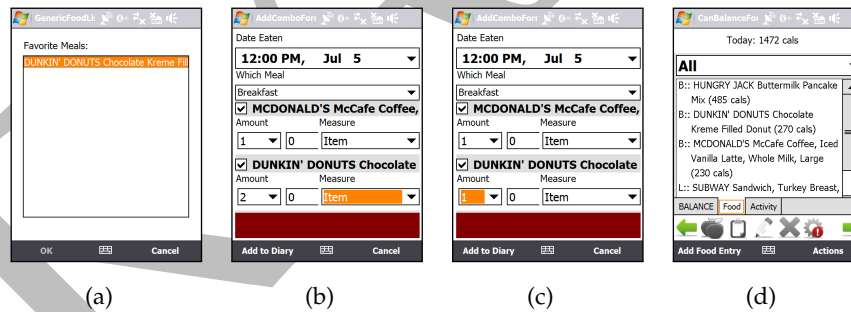 GenericFoodLi:
Favorite Meals:
DUNKIN' DONUTS Chocolate Kreme Fil
OK
Cancel
(a)
AddComboFor
Date Eaten
12:00 PM, Jul 5
Which Meal
Breakfast
MCDONALD'S McCafe Coffee,
Amount Measure
1 0 Item
DUNKIN' DONUTS Chocolate
Amount Measure
2 0 Item
Add to Diary Cancel
(b)
AddComboFor
Date Eaten
12:00 PM, Jul 5
Which Meal
Breakfast
MCDONALD'S McCafe Coffee,
Amount Measure
1 0 Item
DUNKIN' DONUTS Chocolate
Amount Measure
1 0 Item
Add to Diary Cancel
(c)
CanBalanceFor
Today: 1472 cals
All
B:: HUNGRY JACK Buttermilk Pancake
Mix (485 cals)
B:: DUNKIN' DONUTS Chocolate
Kreme Filled Donut (270 cals)
B:: MCDONALD'S McCafe Coffee, Iced
Vanilla Latte, Whole Milk, Large
(230 cals)
L:: SUBWAY Sandwich, Turkey Breast,
BALANCE Food Activity
Add Food Entry Actions
(d)